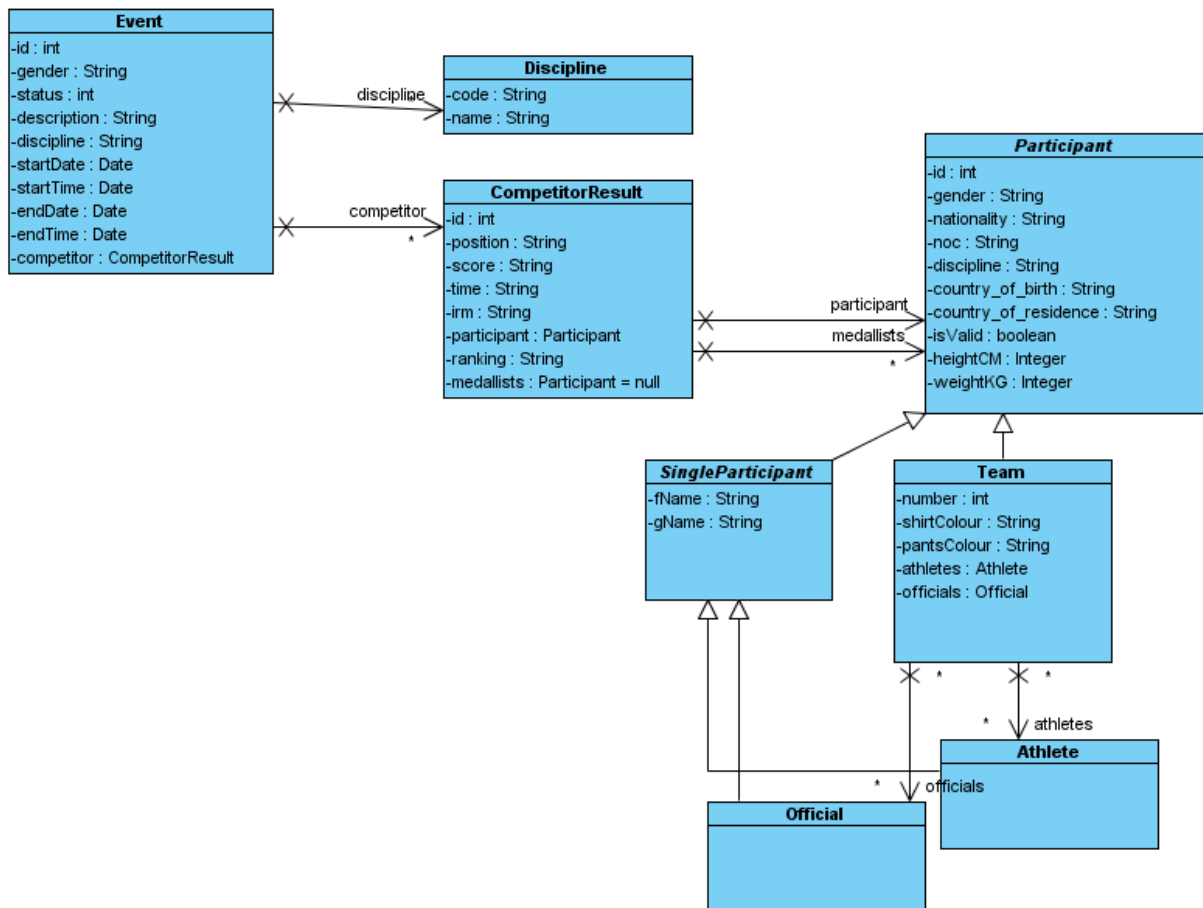 Event
-id : int
-gender : String
-status : int
-description : String
-discipline : String
-startDate : Date
-startTime : Date
-endDate : Date
-endTime : Date
-competitor : CompetitorResult
discipline
*
Discipline
-code : String
-name : String
competitor
*
CompetitorResult
-id : int
-position : String
-score : String
-time : String
-irm : String
-participant : Participant
-ranking : String
-medallists : Participant = null
participant
medallists
*
Participant
-id : int
-gender : String
-nationality : String
-noc : String
-discipline : String
-country_of_birth : String
-country_of_residence : String
-isValid : boolean
-heightCM : Integer
-weightKG : Integer
SingleParticipant
-fName : String
-gName : String
Team
-number : int
-shirtColour : String
-pantsColour : String
-athletes : Athlete
-officials : Official
* *
* athletes
Athlete
* officials
Official